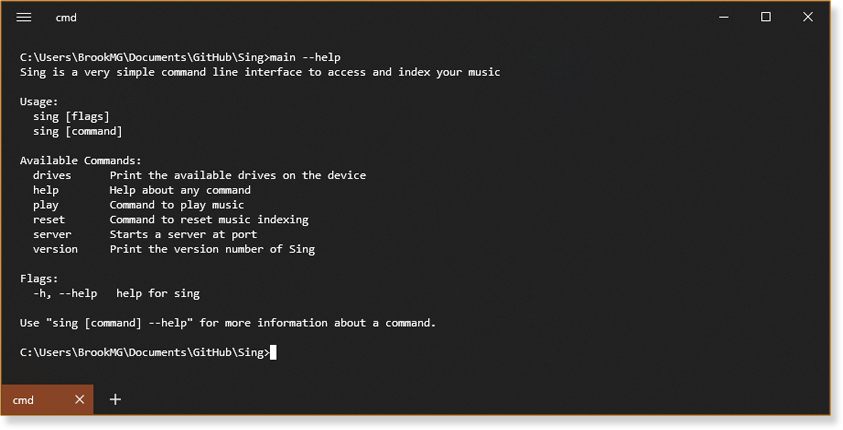 cmd
C:\Users\BrookMG\Documents\GitHub\Sing>main --help
Sing is a very simple command line interface to access and index your music
Usage:
  sing [flags]
  sing [command]
Available Commands:
  drives      Print the available drives on the device
  help        Help about any command
  play        Command to play music
  reset       Command to reset music indexing
  server      Starts a server at port
  version     Print the version number of Sing
Flags:
  -h, --help   help for sing
Use "sing [command] --help" for more information about a command.
C:\Users\BrookMG\Documents\GitHub\Sing>
cmd